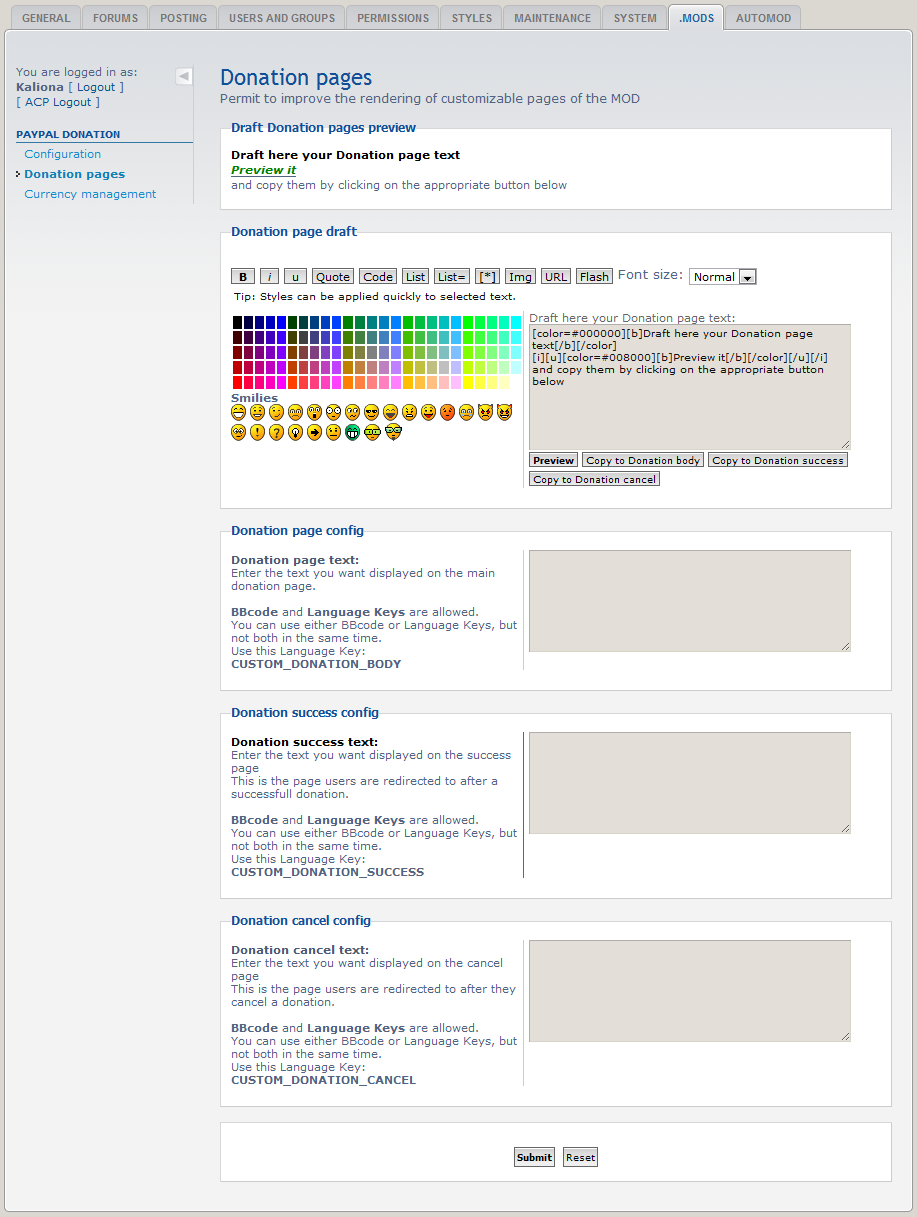 GENERAL FORUMS POSTING USERS AND GROUPS PERMISSIONS STYLES MAINTENANCE SYSTEM .MODS AUTOMOD
You are logged in as:
Kaliona [ Logout ]
[ ACP Logout ]
PAYPAL DONATION
Configuration
Donation pages
Currency management
Donation pages
Permit to improve the rendering of customizable pages of the MOD
Draft Donation pages preview
Draft here your Donation page text
Preview it
and copy them by clicking on the appropriate button below
Donation page draft
B i u Quote Code List List= [*] Img URL Flash Font size: Normal
Tip: Styles can be applied quickly to selected text.
Smilies
Draft here your Donation page text:
[color=#000000][b]Draft here your Donation page
text[/b][/color]
[i][u][color=#008000][b]Preview it[/b][/color][/u][/i]
and copy them by clicking on the appropriate button
below
Preview Copy to Donation body Copy to Donation success
Copy to Donation cancel
Donation page config
Donation page text:
Enter the text you want displayed on the main
donation page.
BBcode and Language Keys are allowed.
You can use either BBcode or Language Keys, but
not both in the same time.
Use this Language Key:
CUSTOM_DONATION_BODY
Donation success config
Donation success text:
Enter the text you want displayed on the success
page
This is the page users are redirected to after a
successfull donation.
BBcode and Language Keys are allowed.
You can use either BBcode or Language Keys, but
not both in the same time.
Use this Language Key:
CUSTOM_DONATION_SUCCESS
Donation cancel config
Donation cancel text:
Enter the text you want displayed on the cancel
page
This is the page users are redirected to after they
cancel a donation.
BBcode and Language Keys are allowed.
You can use either BBcode or Language Keys, but
not both in the same time.
Use this Language Key:
CUSTOM_DONATION_CANCEL
Submit Reset